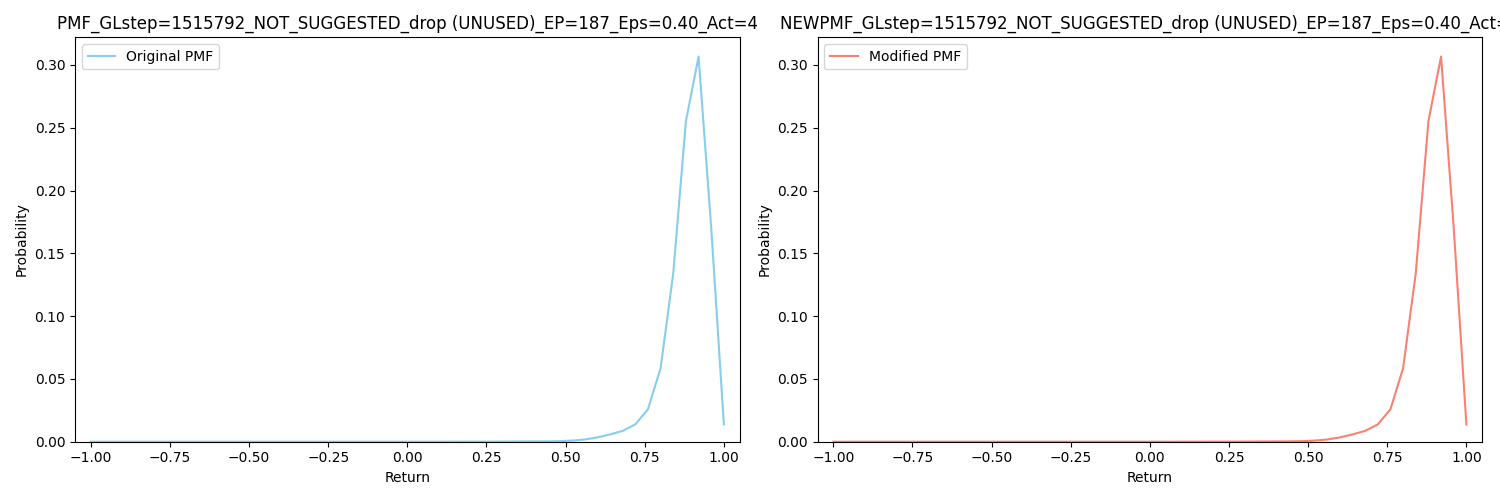 PMF_GLstep=1515792_NOT_SUGGESTED_drop (UNUSED)_EP=187_Eps=0.40_Act=4
Original PMF
0.30
0.25
0.20
0.15
0.10
0.05
0.00
Probability
−1.00 −0.75 −0.50 −0.25 0.00 0.25 0.50 0.75 1.00
Return
NEWPMF_GLstep=1515792_NOT_SUGGESTED_drop (UNUSED)_EP=187_Eps=0.40_Act=
Modified PMF
0.30
0.25
0.20
0.15
0.10
0.05
0.00
Probability
−1.00 −0.75 −0.50 −0.25 0.00 0.25 0.50 0.75 1.00
Return